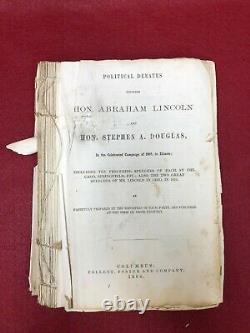 POLITICAL DEBATES
BETWEEN
HON. ABRAHAM LINCOLN
AND
HON. STEPHEN A. DOUGLAS,
In the Celebrated Campaign of 1858, in Illinois;
INCLUDING THE PRECEDING SPEECHES OF EACH AT CHI-
CAGO, SPRINGFIELD, ETC.; ALSO THE TWO GREAT
SPEECHES OF MR. LINCOLN IN OHIO, IN 1859,
AS
CAREFULLY PREPARED BY THE REPORTERS OF EACH PARTY, AND PUBLISHED
AT THE TIMES OF THEIR DELIVERY.
COLUMBUS:
FOLLETT, FOSTER AND COMPANY.
1860.